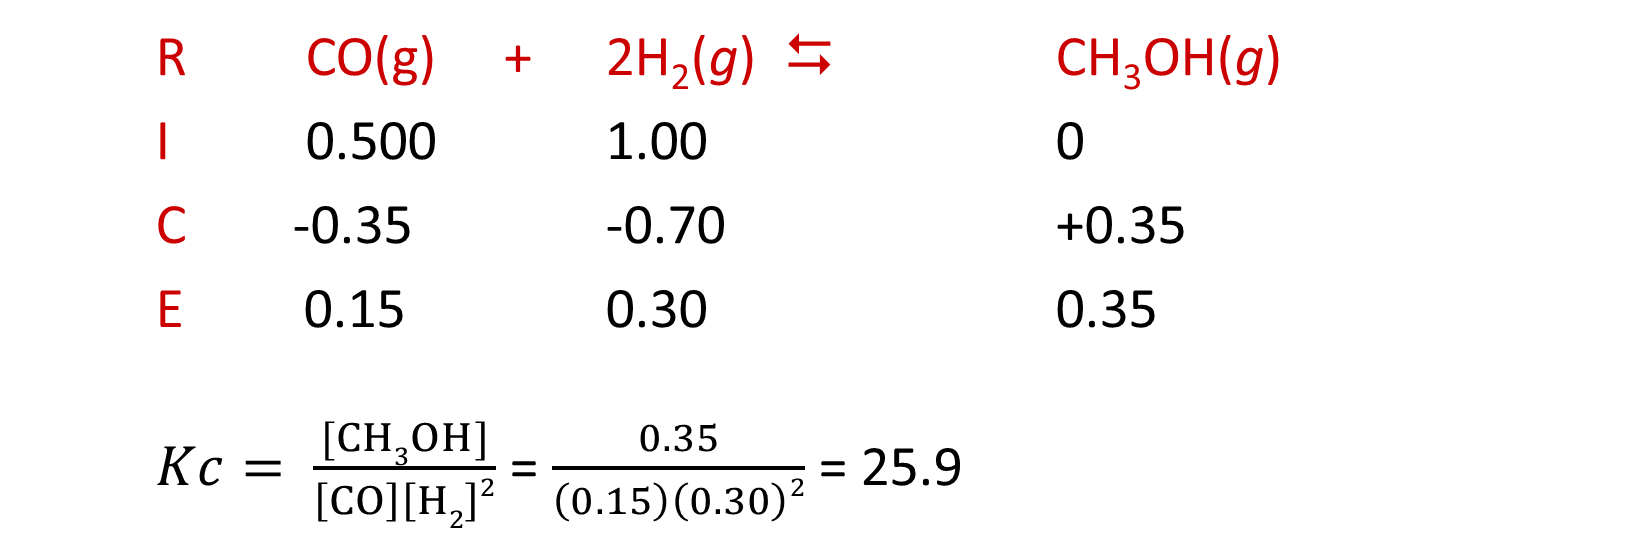 R CO(g) + 2H₂(g) ⇆ CH₃OH(g)
I 0.500 1.00 0
C -0.35 -0.70 +0.35
E 0.15 0.30 0.35
Kc = [CH₃OH] / [CO][H₂]² = 0.35 / (0.15)(0.30)² = 25.9